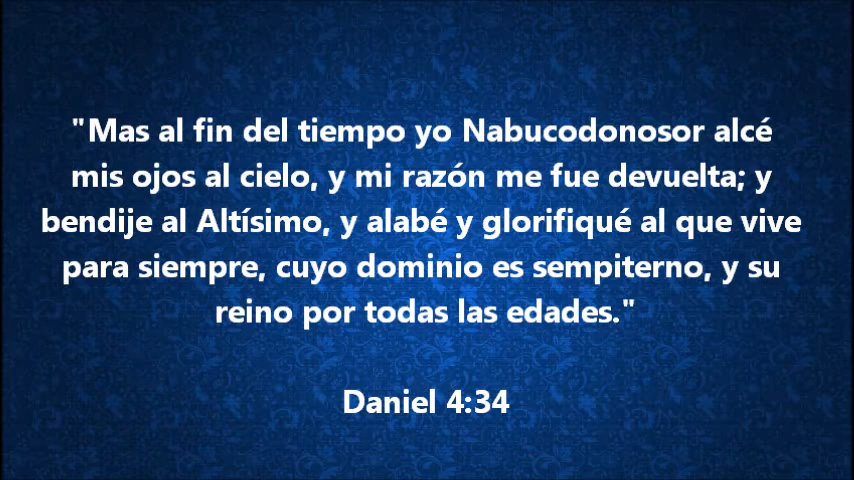 "Mas al fin del tiempo yo Nabucodonosor alcé
mis ojos al cielo, y mi razón me fue devuelta; y
bendije al Altísimo, y alabé y glorifiqué al que vive
para siempre, cuyo dominio es sempiterno, y su
reino por todas las edades."
Daniel 4:34